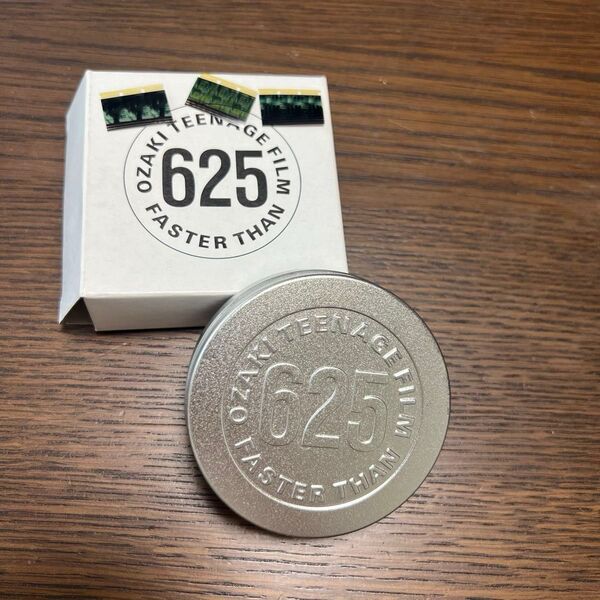 OZAKI TEENAGE FILM
625
FASTER THAN
OZAKI TEENAGE FILM
625
FASTER THAN